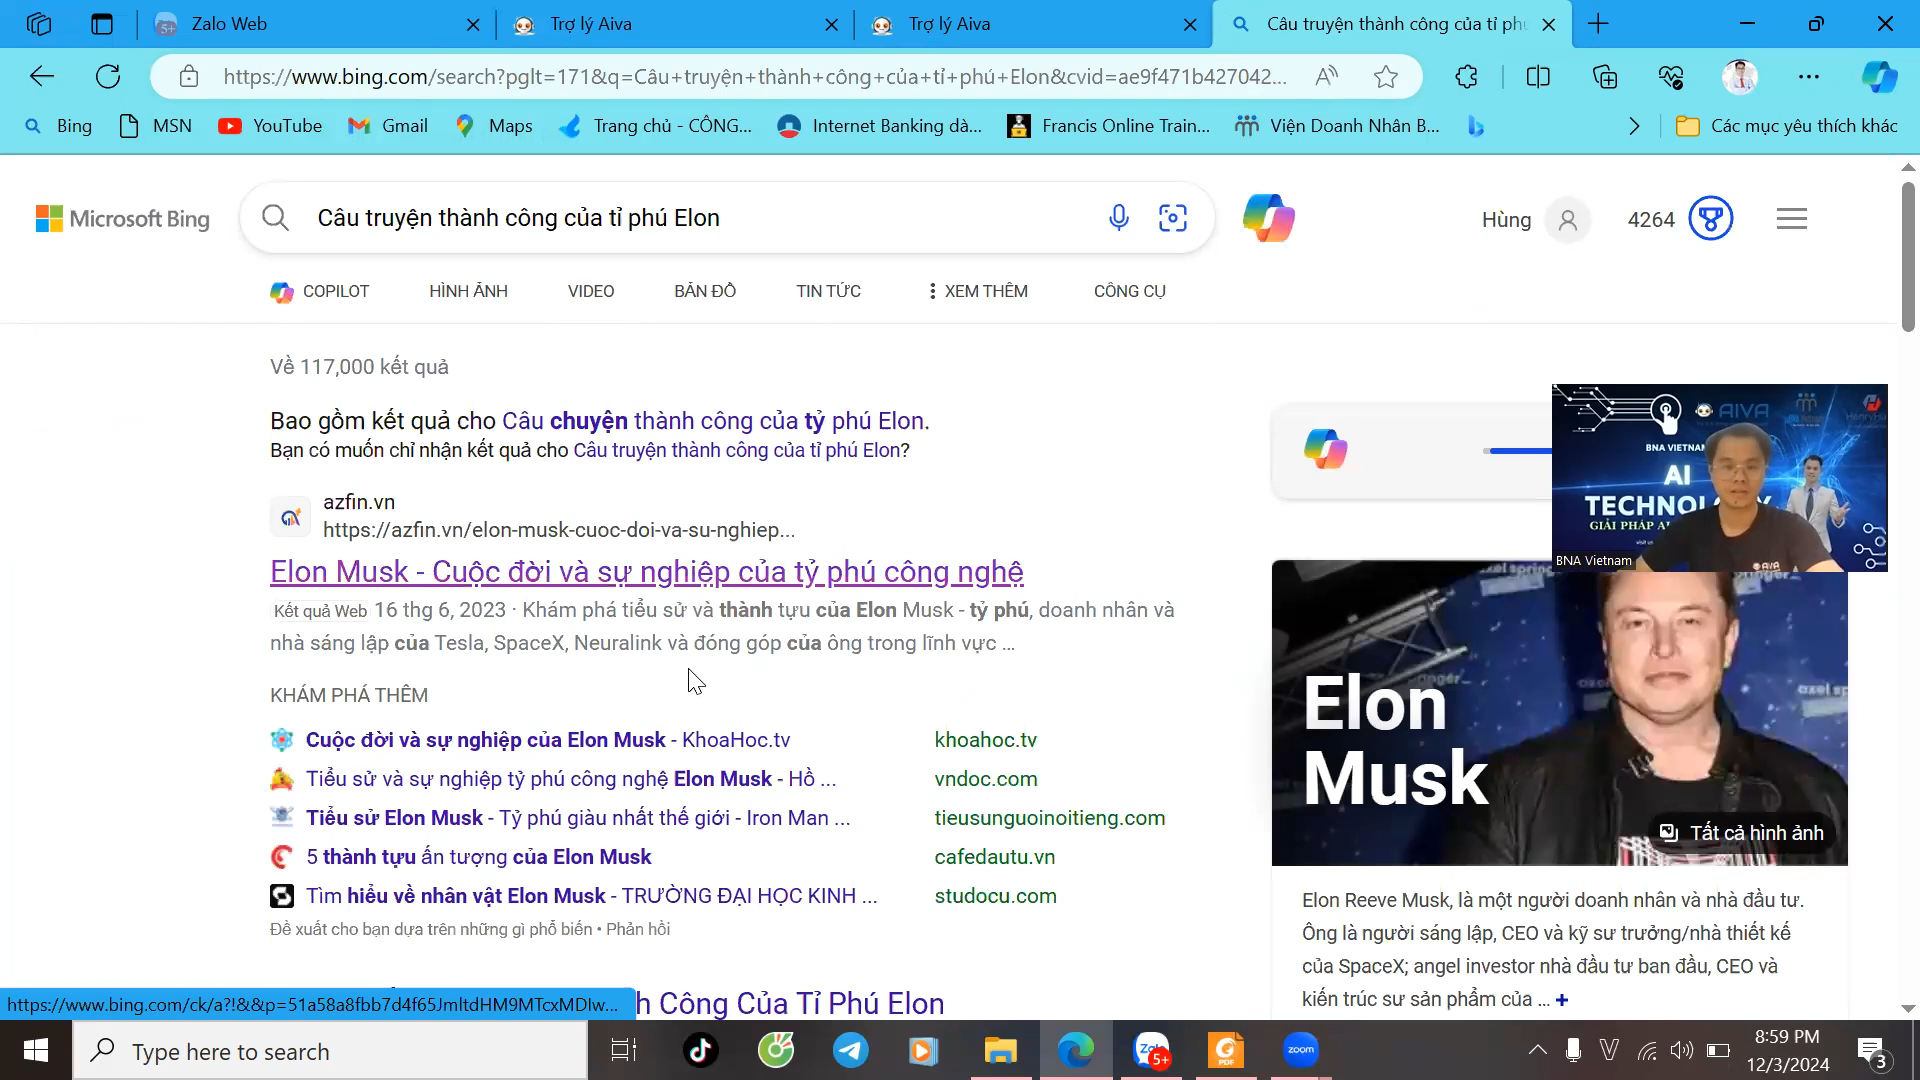 Zalo Web
Trợ lý Aiva
Trợ lý Aiva
Câu truyện thành công của tỉ phú
https://www.bing.com/search?pglt=171&q=Câu+truyện+thành+công+của+tỉ+phú+Elon&cvid=ae9f471b427042...
Bing
MSN
YouTube
Gmail
Maps
Trang chủ - CÔNG...
Internet Banking dà...
Francis Online Train...
Viện Doanh Nhân B...
Các mục yêu thích khác
Microsoft Bing
Câu truyện thành công của tỉ phú Elon
Hùng
4264
COPILOT
HÌNH ẢNH
VIDEO
BẢN ĐỒ
TIN TỨC
XEM THÊM
CÔNG CỤ
Về 117,000 kết quả
Bao gồm kết quả cho Câu chuyện thành công của tỷ phú Elon.
Bạn có muốn chỉ nhận kết quả cho Câu truyện thành công của tỉ phú Elon?
azfin.vn
https://azfin.vn/elon-musk-cuoc-doi-va-su-nghiep...
Elon Musk - Cuộc đời và sự nghiệp của tỷ phú công nghệ
Kết quả Web 16 thg 6, 2023 · Khám phá tiểu sử và thành tựu của Elon Musk - tỷ phú, doanh nhân và
nhà sáng lập của Tesla, SpaceX, Neuralink và đóng góp của ông trong lĩnh vực ...
KHÁM PHÁ THÊM
Cuộc đời và sự nghiệp của Elon Musk - KhoaHoc.tv
khoahoc.tv
Tiểu sử và sự nghiệp tỷ phú công nghệ Elon Musk - Hồ ...
vndoc.com
Tiểu sử Elon Musk - Tỷ phú giàu nhất thế giới - Iron Man ...
tieusunguoinoitieng.com
5 thành tựu ấn tượng của Elon Musk
cafedautu.vn
Tìm hiểu về nhân vật Elon Musk - TRƯỜNG ĐẠI HỌC KINH ...
studocu.com
Đề xuất cho bạn dựa trên những gì phổ biến • Phản hồi
h Công Của Tỉ Phú Elon
https://www.bing.com/ck/a?!&&p=51a58a8fbb7d4f65JmltdHM9MTcxMDIw...
AIVA
BNA VIETNAM
AI
TECHNOLOGY
GIẢI PHÁP
BNA Vietnam
Elon
Musk
Tất cả hình ảnh
Elon Reeve Musk, là một người doanh nhân và nhà đầu tư.
Ông là người sáng lập, CEO và kỹ sư trưởng/nhà thiết kế
của SpaceX; angel investor nhà đầu tư ban đầu, CEO và
kiến trúc sư sản phẩm của ... +
Type here to search
5+
PDF
zoom
8:59 PM
12/3/2024
3